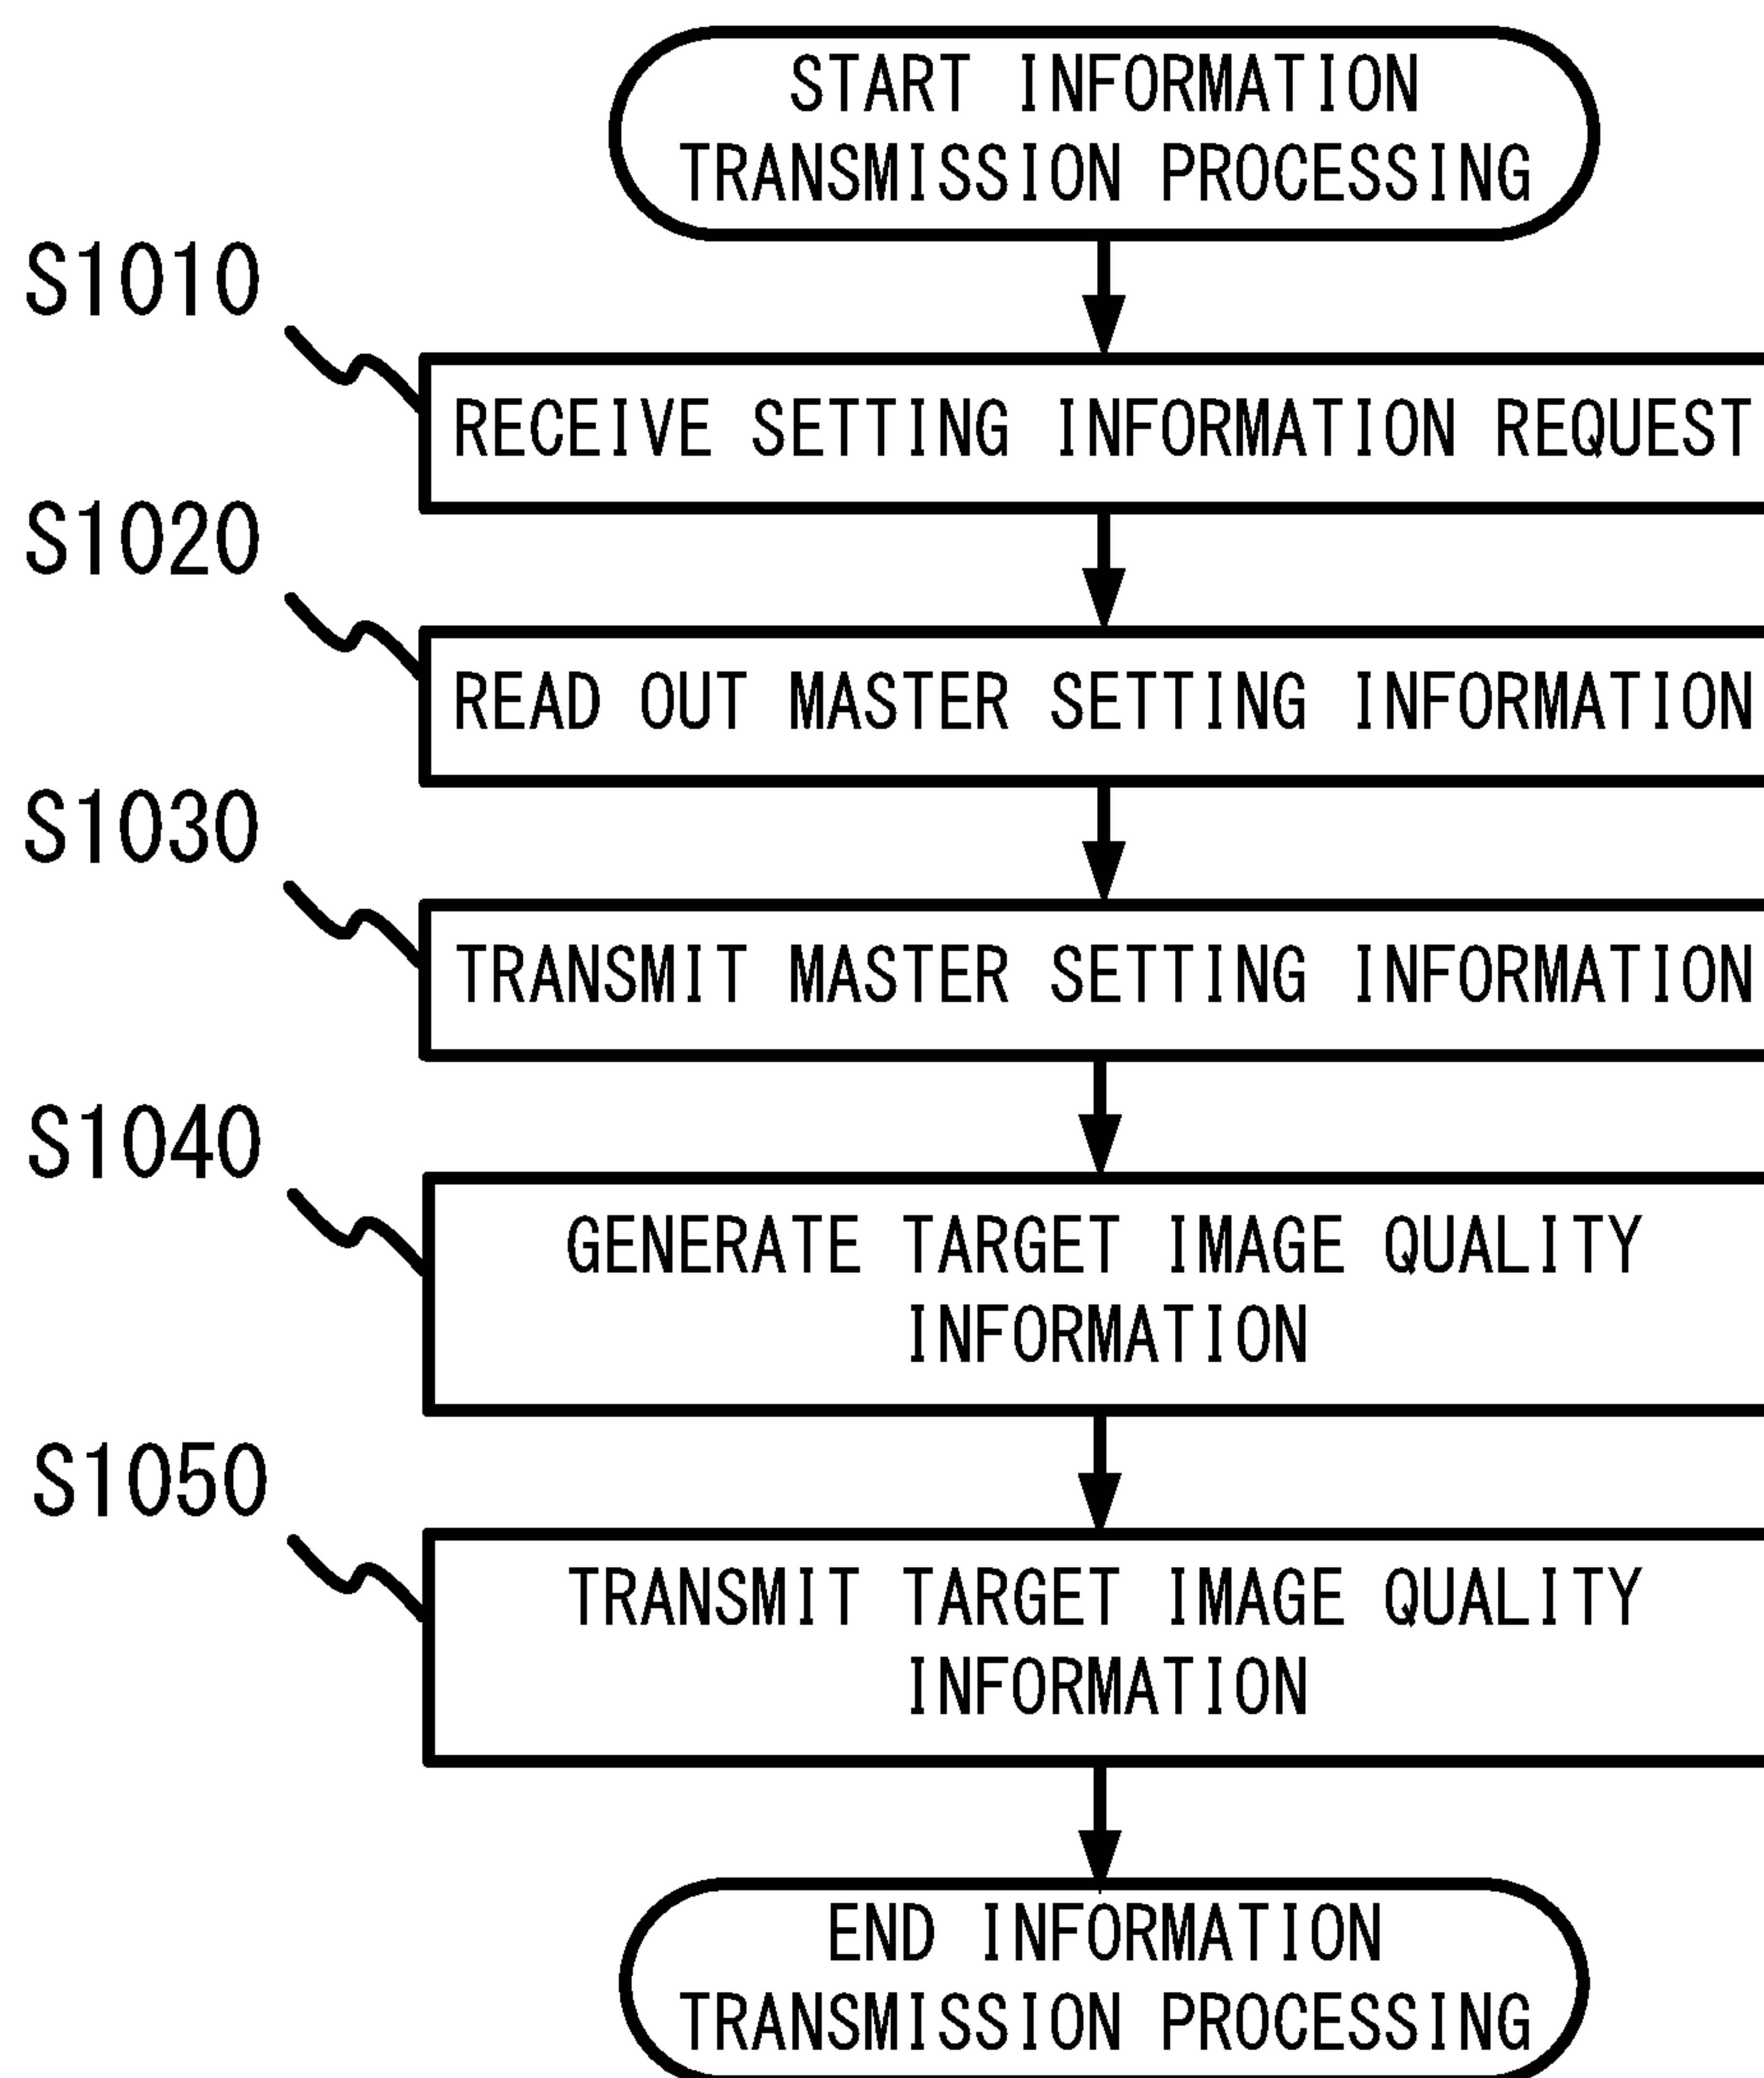 START INFORMATION
TRANSMISSION PROCESSING
S1010
RECEIVE SETTING INFORMATION REQUEST
S1020
READ OUT MASTER SETTING INFORMATION
S1030
TRANSMIT MASTER SETTING INFORMATION
S1040
GENERATE TARGET IMAGE QUALITY
INFORMATION
S1050
TRANSMIT TARGET IMAGE QUALITY
INFORMATION
END INFORMATION
TRANSMISSION PROCESSING